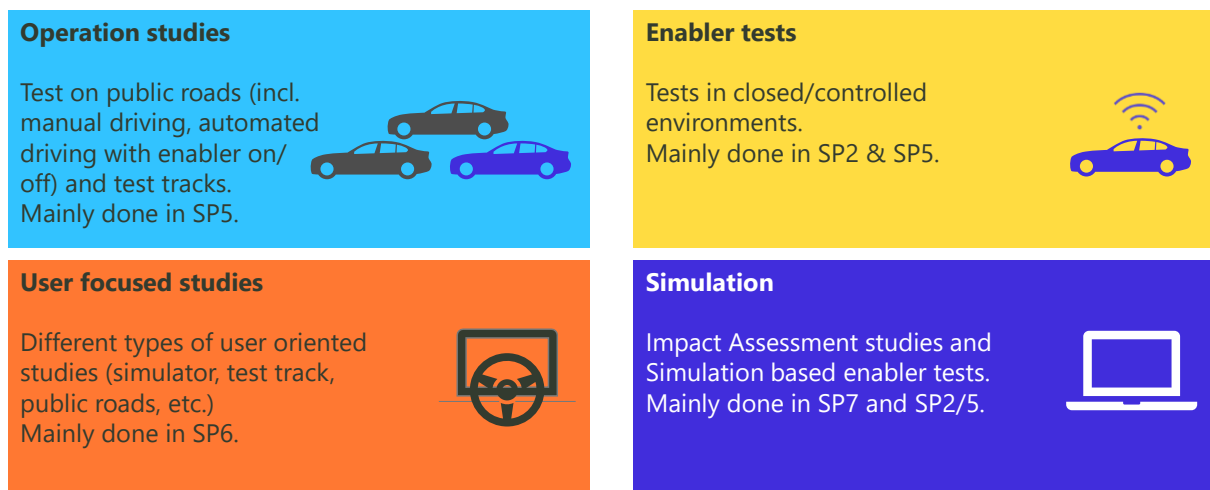 Operation studies
Test on public roads (incl.
manual driving, automated
driving with enabler on/
off) and test tracks.
Mainly done in SP5.
Enabler tests
Tests in closed/controlled
environments.
Mainly done in SP2 & SP5.
User focused studies
Different types of user oriented
studies (simulator, test track,
public roads, etc.)
Mainly done in SP6.
Simulation
Impact Assessment studies and
Simulation based enabler tests.
Mainly done in SP7 and SP2/5.